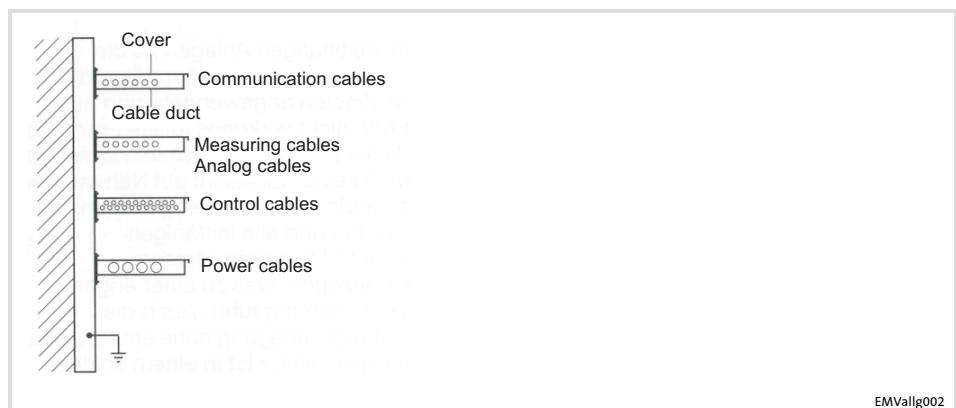 Cover
Communication cables
Cable duct
Measuring cables
Analog cables
Control cables
Power cables
EMVallg002